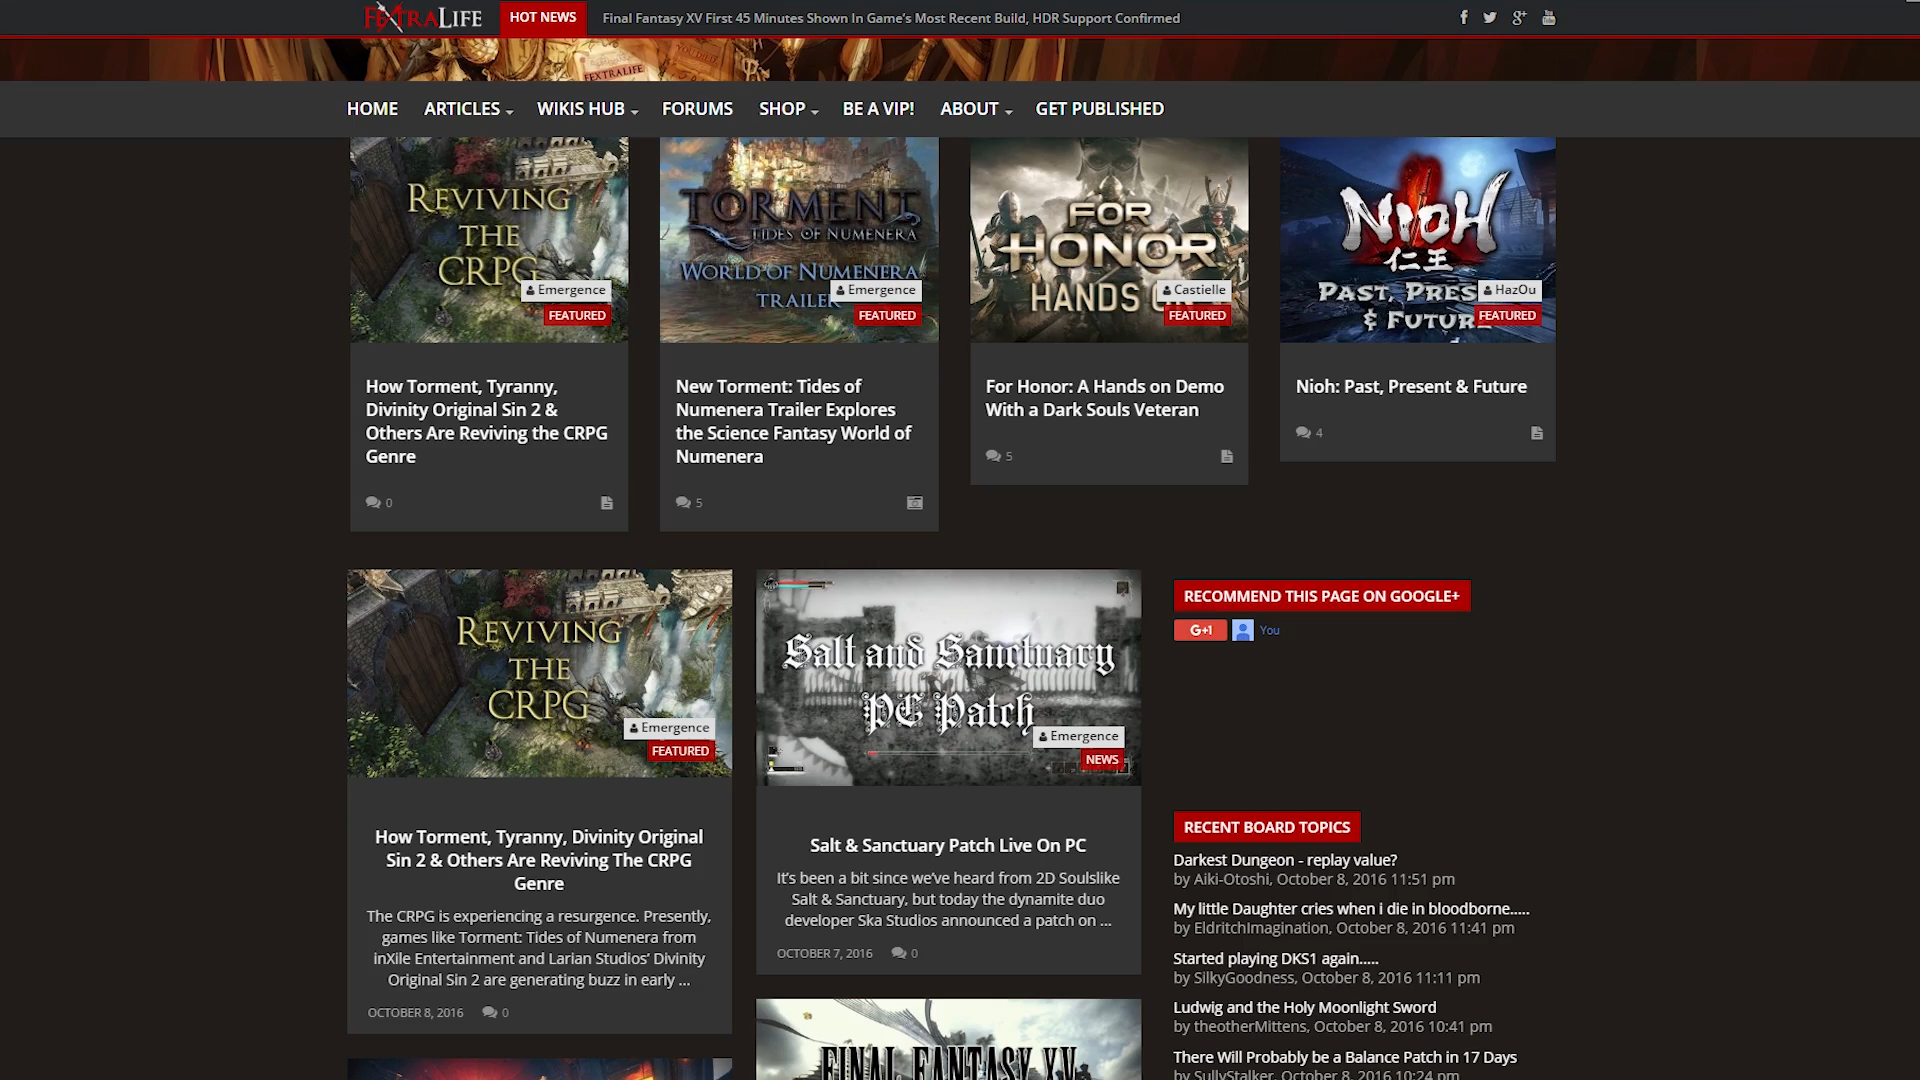 FEXTRALIFE
HOT NEWS
Final Fantasy XV First 45 Minutes Shown In Game's Most Recent Build, HDR Support Confirmed
FEXTRALIFE
HOME
ARTICLES
WIKIS HUB
FORUMS
SHOP
BE A VIP!
ABOUT
GET PUBLISHED
REVIVING
THE
CRPG
Emergence
FEATURED
How Torment, Tyranny,
Divinity Original Sin 2 &
Others Are Reviving the CRPG
Genre
0
TORMENT
TIDES OF NUMENERA
WORLD OF NUMENERA
TRAILER
Emergence
FEATURED
New Torment: Tides of
Numenera Trailer Explores
the Science Fantasy World of
Numenera
5
FOR
HONOR
HANDS
Castielle
FEATURED
For Honor: A Hands on Demo
With a Dark Souls Veteran
5
NIOH
仁王
PAST, PRES
& FUTUR
HazOu
FEATURED
Nioh: Past, Present & Future
4
REVIVING
THE
CRPG
Emergence
FEATURED
How Torment, Tyranny, Divinity Original
Sin 2 & Others Are Reviving The CRPG
Genre
The CRPG is experiencing a resurgence. Presently,
games like Torment: Tides of Numenera from
inXile Entertainment and Larian Studios' Divinity
Original Sin 2 are generating buzz in early ...
OCTOBER 8, 2016 0
Salt and Sanctuary
PC Patch
Emergence
NEWS
Salt & Sanctuary Patch Live On PC
It's been a bit since we've heard from 2D Soulslike
Salt & Sanctuary, but today the dynamite duo
developer Ska Studios announced a patch on ...
OCTOBER 7, 2016 0
FINAL FANTASY XV
RECOMMEND THIS PAGE ON GOOGLE+
G+1 You
RECENT BOARD TOPICS
Darkest Dungeon - replay value?
by Aiki-Otoshi, October 8, 2016 11:51 pm
My little Daughter cries when i die in bloodborne.....
by EldritchImagination, October 8, 2016 11:41 pm
Started playing DKS1 again.....
by SilkyGoodness, October 8, 2016 11:11 pm
Ludwig and the Holy Moonlight Sword
by theotherMittens, October 8, 2016 10:41 pm
There Will Probably be a Balance Patch in 17 Days
by SullyStalker, October 8, 2016 10:24 pm